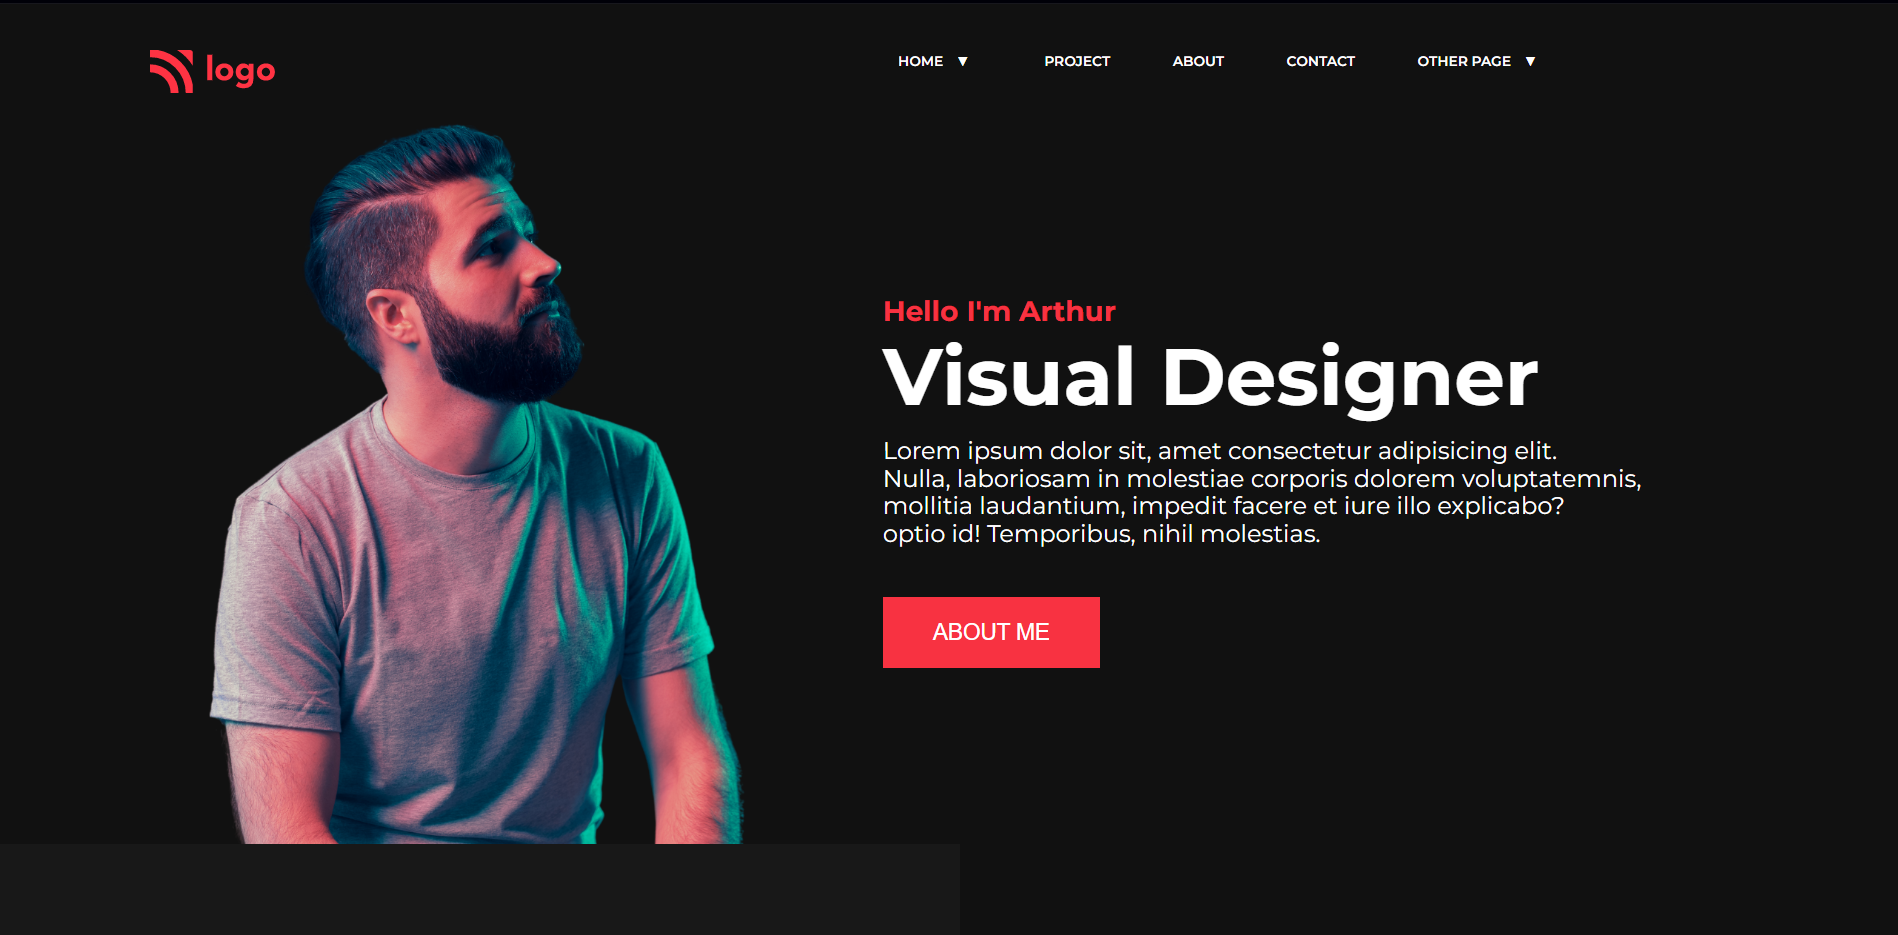 logo
HOME ▼ PROJECT ABOUT CONTACT OTHER PAGE ▼
Hello I'm Arthur
Visual Designer
Lorem ipsum dolor sit, amet consectetur adipisicing elit.
Nulla, laboriosam in molestiae corporis dolorem voluptatemnis,
mollitia laudantium, impedit facere et iure illo explicabo?
optio id! Temporibus, nihil molestias.
ABOUT ME